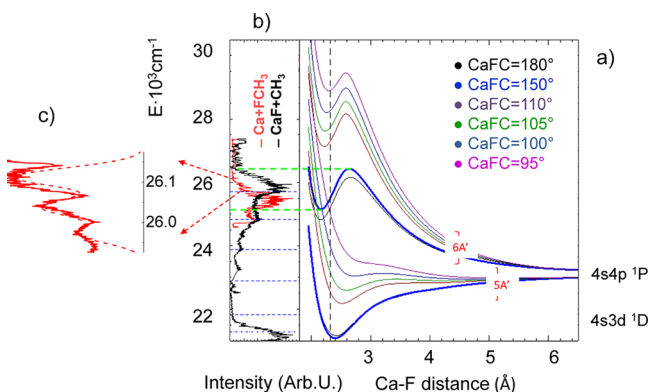 b)
a)
c)
E·10³cm⁻¹
30
28
26
24
22
26.1
26.0
– Ca+FCH₃
– CaF+CH₃
CaFC=180°
CaFC=150°
CaFC=110°
CaFC=105°
CaFC=100°
CaFC=95°
6A'
5A'
4s4p ¹P
4s3d ¹D
3
4
5
6
Intensity (Arb.U.)
Ca-F distance (Å)